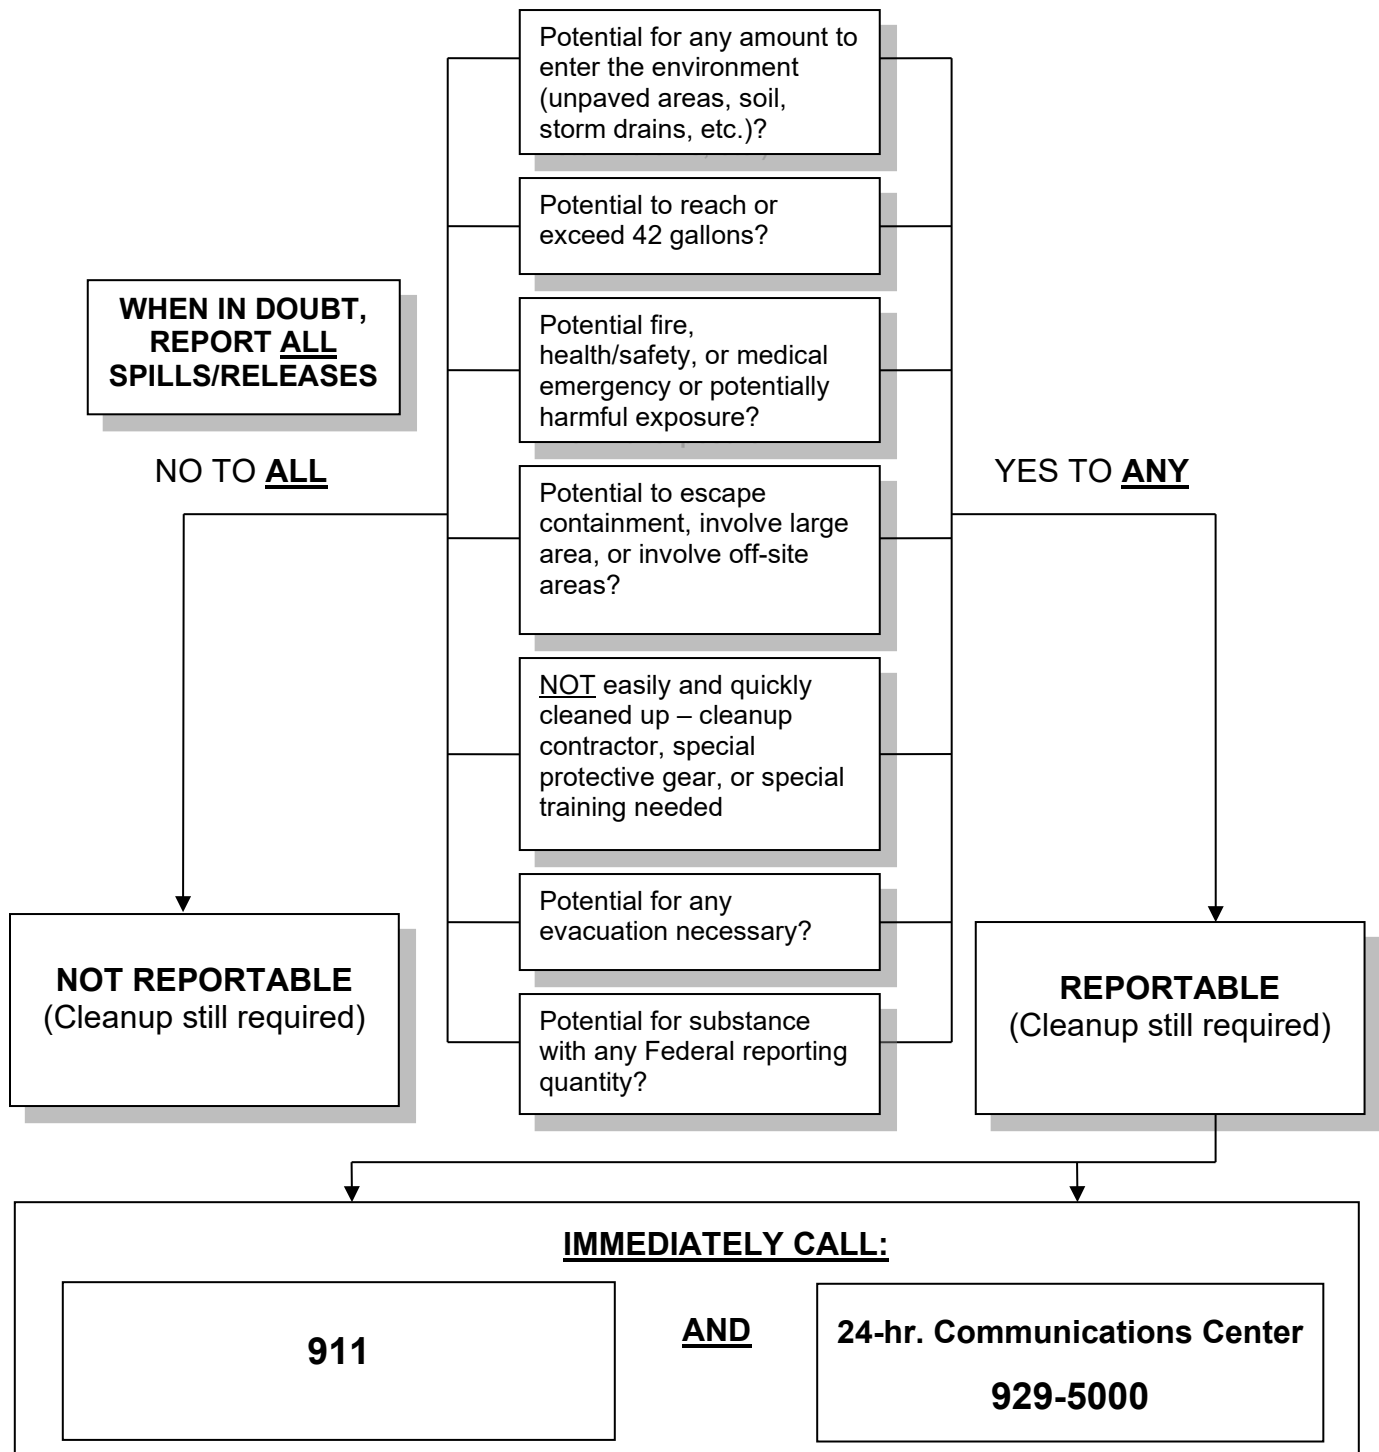 Potential for any amount to
enter the environment
(unpaved areas, soil,
storm drains, etc.)?
Potential to reach or
exceed 42 gallons?
WHEN IN DOUBT,
REPORT ALL
SPILLS/RELEASES
Potential fire,
health/safety, or medical
emergency or potentially
harmful exposure?
NO TO ALL
YES TO ANY
Potential to escape
containment, involve large
area, or involve off-site
areas?
NOT easily and quickly
cleaned up – cleanup
contractor, special
protective gear, or special
training needed
Potential for any
evacuation necessary?
NOT REPORTABLE
(Cleanup still required)
REPORTABLE
(Cleanup still required)
Potential for substance
with any Federal reporting
quantity?
IMMEDIATELY CALL:
911
AND
24-hr. Communications Center
929-5000